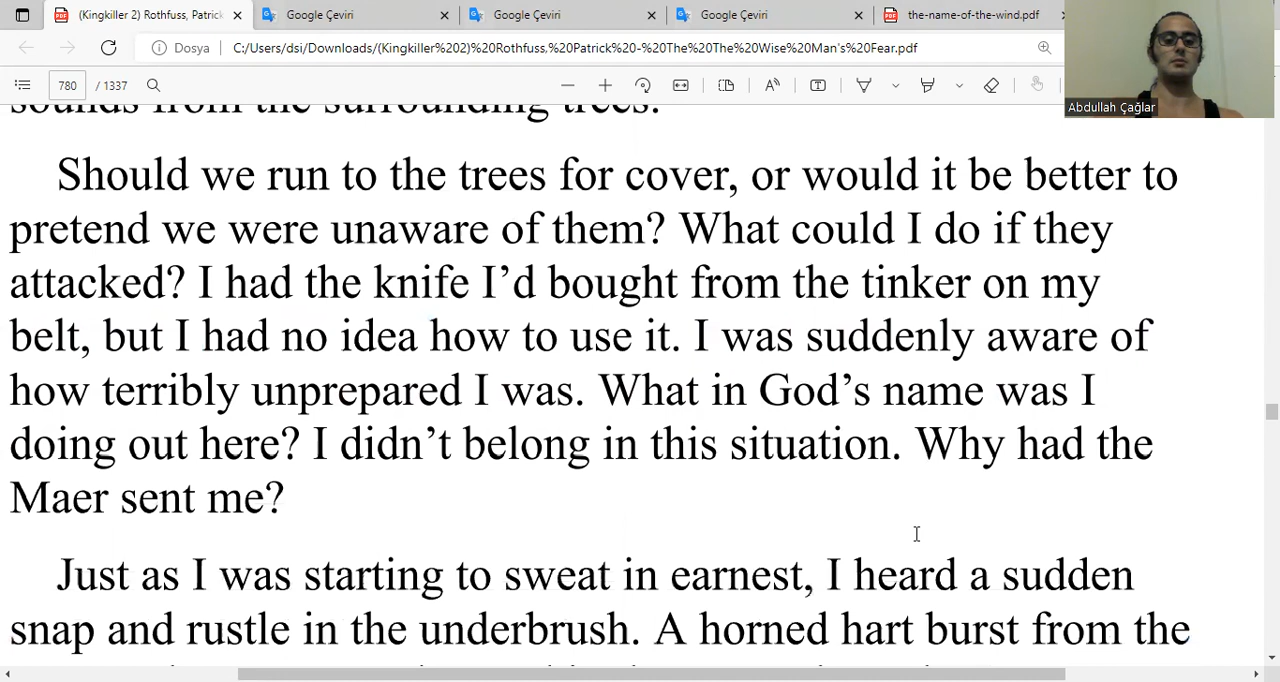 (Kingkiller 2) Rothfuss, Patrick
Google Çeviri
Google Çeviri
Google Çeviri
the-name-of-the-wind.pdf
Dosya
C:/Users/dsi/Downloads/(Kingkiller%202)%20Rothfuss,%20Patrick%20-%20The%20The%20Wise%20Man's%20Fear.pdf
780 / 1337
Abdullah Çağlar
sounds from the surrounding trees.
Should we run to the trees for cover, or would it be better to
pretend we were unaware of them? What could I do if they
attacked? I had the knife I’d bought from the tinker on my
belt, but I had no idea how to use it. I was suddenly aware of
how terribly unprepared I was. What in God’s name was I
doing out here? I didn’t belong in this situation. Why had the
Maer sent me?
Just as I was starting to sweat in earnest, I heard a sudden
snap and rustle in the underbrush. A horned hart burst from the